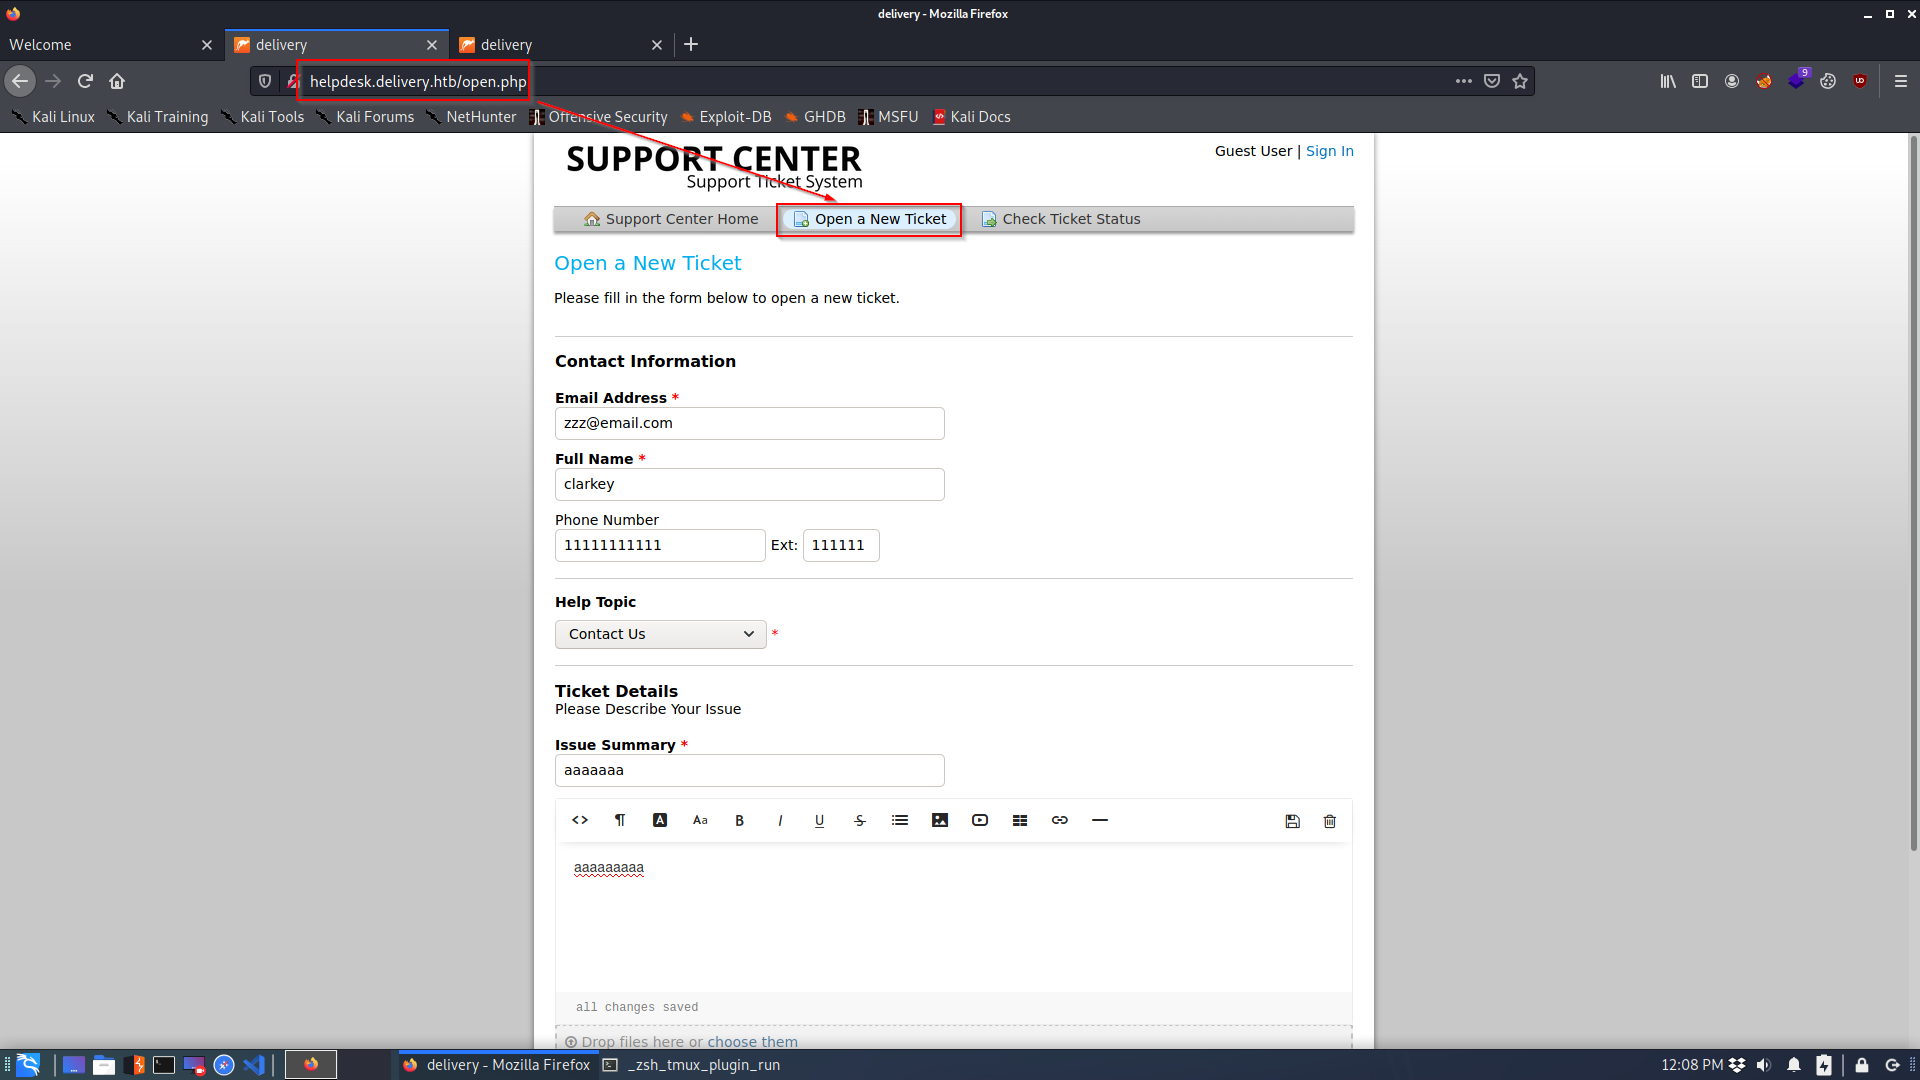 delivery - Mozilla Firefox
Welcome
delivery
delivery
helpdesk.delivery.htb/open.php
9
Kali Linux
Kali Training
Kali Tools
Kali Forums
NetHunter
Offensive Security
Exploit-DB
GHDB
MSFU
Kali Docs
SUPPORT CENTER
Support Ticket System
Guest User | Sign In
Support Center Home
Open a New Ticket
Check Ticket Status
Open a New Ticket
Please fill in the form below to open a new ticket.
Contact Information
Email Address *
zzz@email.com
Full Name *
clarkey
Phone Number
11111111111 Ext: 111111
Help Topic
Contact Us *
Ticket Details
Please Describe Your Issue
Issue Summary *
aaaaaaa
<> ¶ A Aa B I U S
aaaaaaaaa
all changes saved
Drop files here or choose them
delivery - Mozilla Firefox
_zsh_tmux_plugin_run
12:08 PM